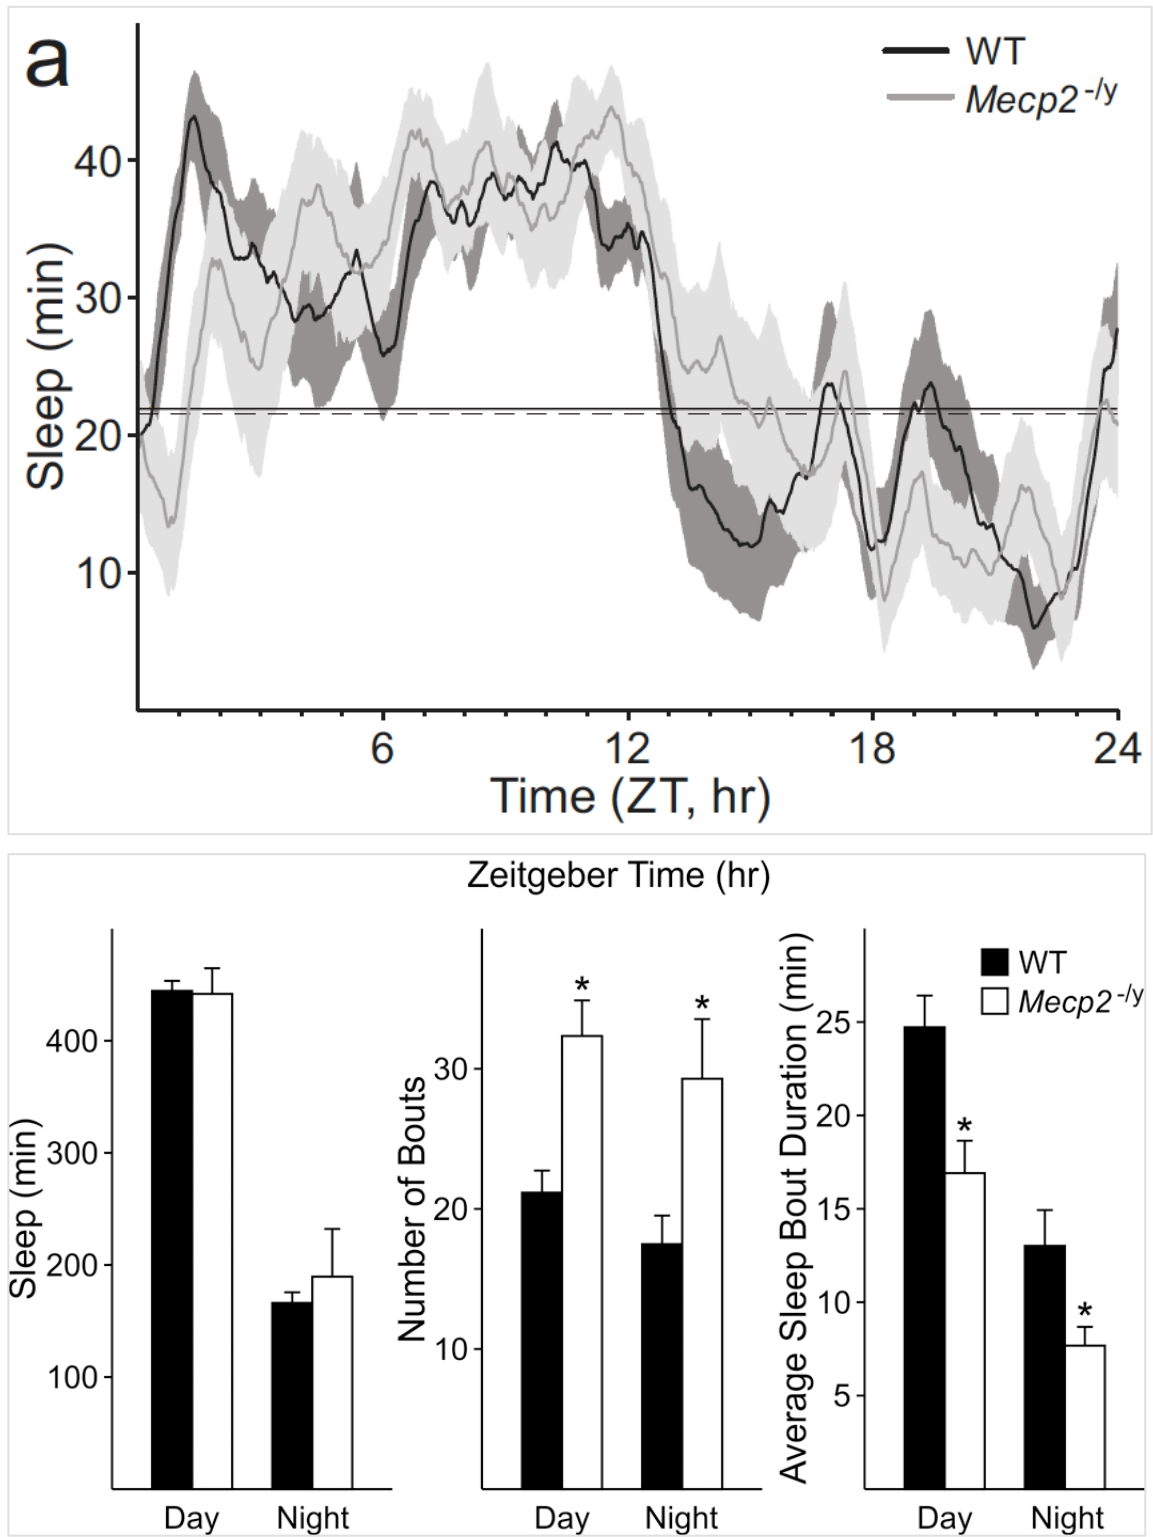 a
WT
Mecp2 -/y
40
30
20
10
Sleep (min)
6 12 18 24
Time (ZT, hr)
Zeitgeber Time (hr)
Sleep (min)
400
300
200
100
Day Night
Number of Bouts
30
20
10
* *
Day Night
Average Sleep Bout Duration (min)
25
20
15
10
5
WT
Mecp2 -/y
*
*
Day Night